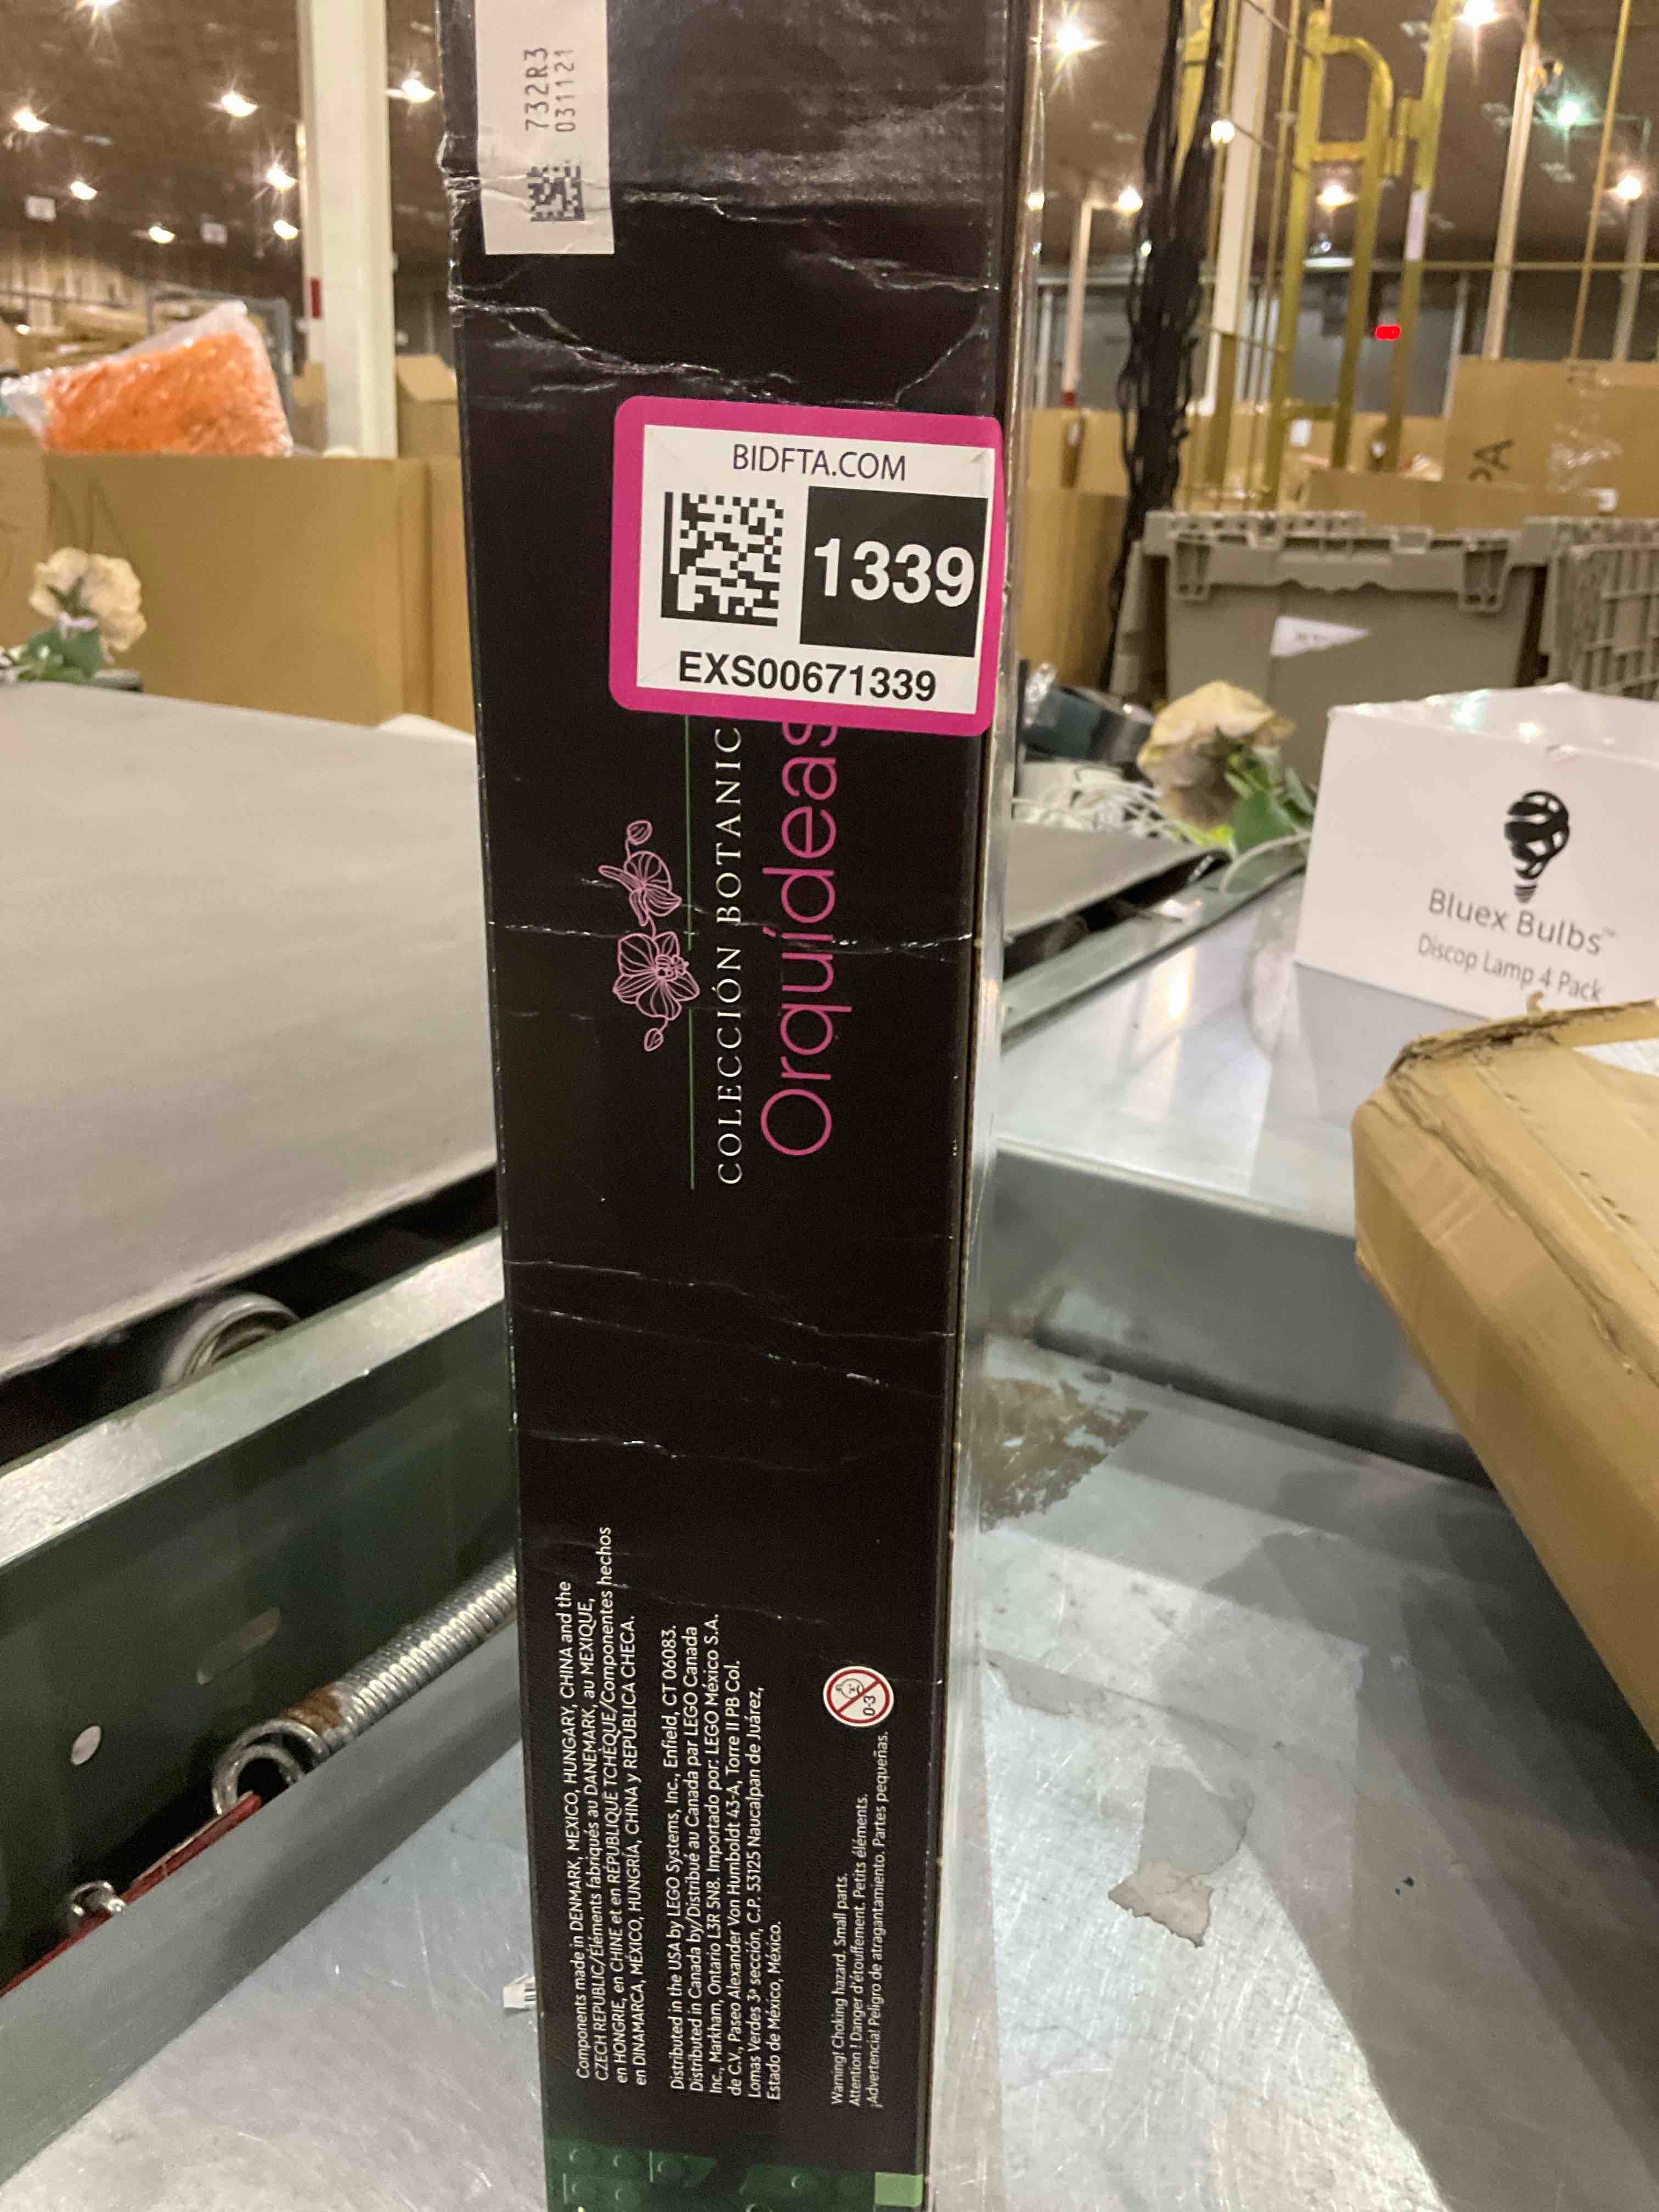 732R3
031121
BIDFTA.COM
1339
EXS00671339
COLECCIÓN BOTANIC
Orquídeas
Components made in DENMARK, MEXICO, HUNGARY, CHINA and the
CZECH REPUBLIC/Éléments fabriqués au DANEMARK, au MEXIQUE,
en HONGRIE, en CHINE et en RÉPUBLIQUE TCHÈQUE/Componentes hechos
en DINAMARCA, MÉXICO, HUNGRÍA, CHINA y REPÚBLICA CHECA.
Distributed in the USA by LEGO Systems, Inc., Enfield, CT 06083.
Distributed in Canada by/Distribué au Canada par LEGO Canada
Inc., Markham, Ontario L3R 5N8. Importado por: LEGO México S.A.
de C.V., Paseo Alexander Von Humboldt 43-A, Torre II PB Col.
Lomas Verdes 3ª sección, C.P. 53125 Naucalpan de Juárez,
Estado de México, México.
0-3
Warning! Choking hazard. Small parts.
Attention ! Danger d'étouffement. Petits éléments.
¡Advertencia! Peligro de atragantamiento. Partes pequeñas.
Bluex Bulbs™
Discop Lamp 4 Pack